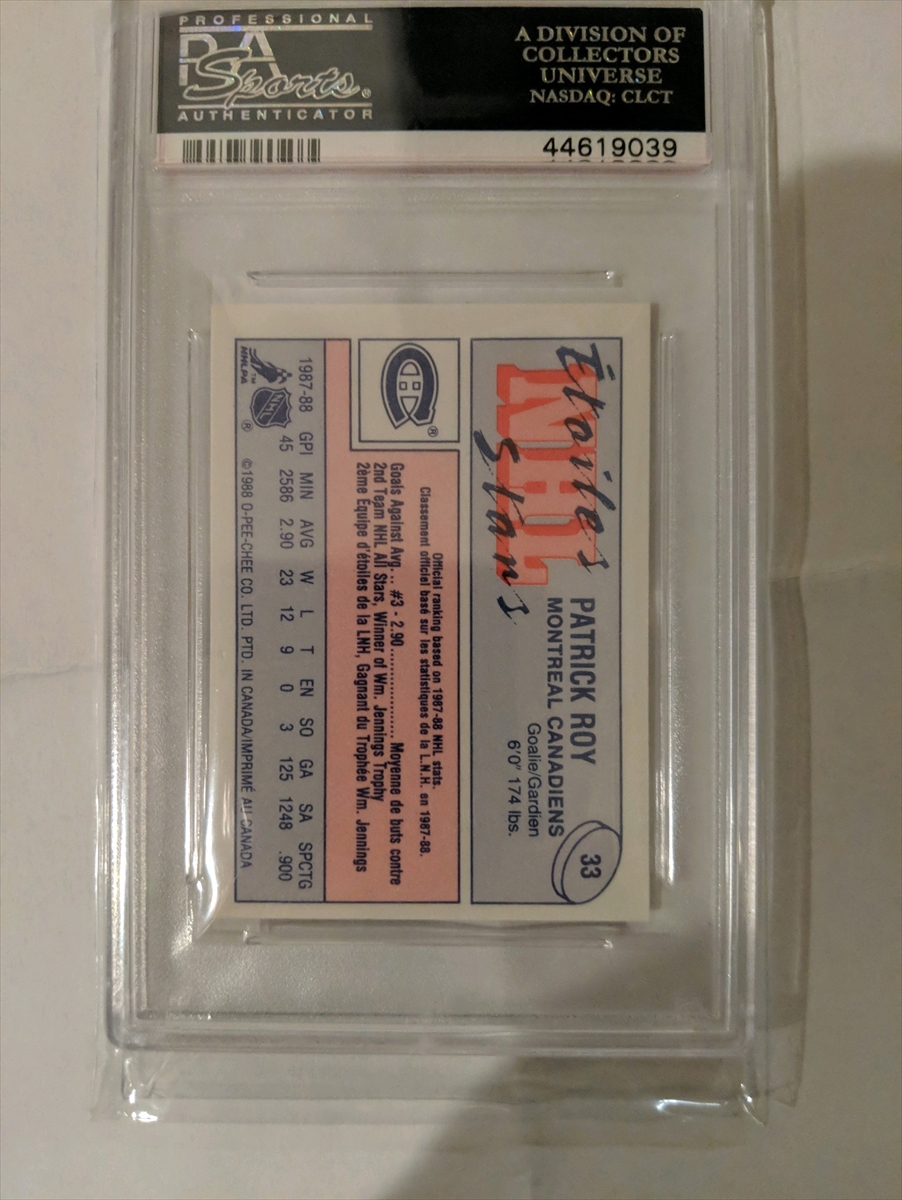 PROFESSIONAL
PSA
Sports®
AUTHENTICATOR
A DIVISION OF
COLLECTORS
UNIVERSE
NASDAQ: CLCT
44619039
Étoiles
NHL
Stars
PATRICK ROY
MONTREAL CANADIENS
Goalie/Gardien
6'0" 174 lbs.
33
Official ranking based on 1987-88 NHL stats.
Classement officiel basé sur les statistiques de la L.N.H. en 1987-88.
Goals Against Avg... #3 - 2.90.................... Moyenne de buts contre
2nd Team NHL All Stars, Winner of Wm. Jennings Trophy
2ème Équipe d'étoiles de la LNH, Gagnant du Trophée Wm. Jennings
1987-88 GPI MIN AVG W L T EN SO GA SA SPCTG
45 2586 2.90 23 12 9 0 3 125 1248 .900
NHLPA™ NHL® ©1988 O-PEE-CHEE CO. LTD. PTD. IN CANADA/IMPRIMÉ AU CANADA